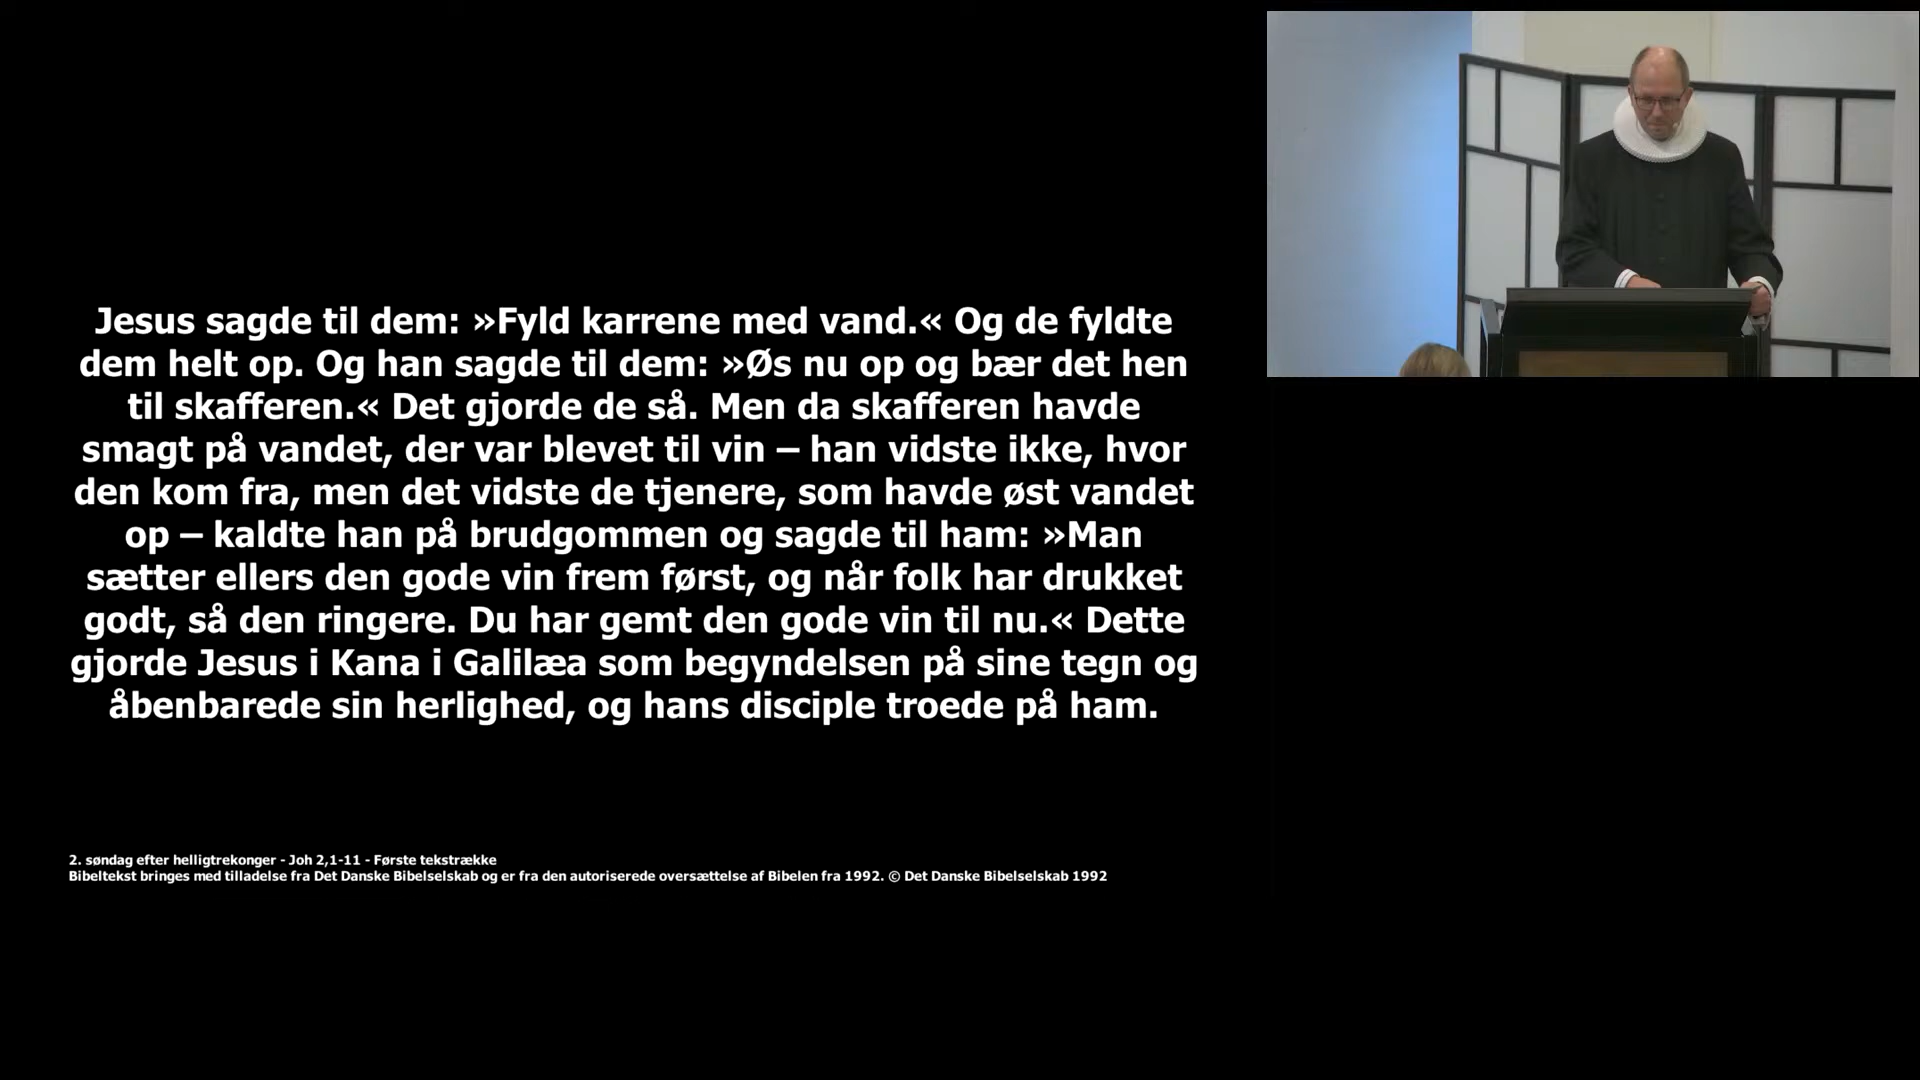 Jesus sagde til dem: »Fyld karrene med vand.« Og de fyldte
dem helt op. Og han sagde til dem: »Øs nu op og bær det hen
til skafferen.« Det gjorde de så. Men da skafferen havde
smagt på vandet, der var blevet til vin – han vidste ikke, hvor
den kom fra, men det vidste de tjenere, som havde øst vandet
op – kaldte han på brudgommen og sagde til ham: »Man
sætter ellers den gode vin frem først, og når folk har drukket
godt, så den ringere. Du har gemt den gode vin til nu.« Dette
gjorde Jesus i Kana i Galilæa som begyndelsen på sine tegn og
åbenbarede sin herlighed, og hans disciple troede på ham.
2. søndag efter helligtrekonger - Joh 2,1-11 - Første tekstrække
Bibeltekst bringes med tilladelse fra Det Danske Bibelselskab og er fra den autoriserede oversættelse af Bibelen fra 1992. © Det Danske Bibelselskab 1992